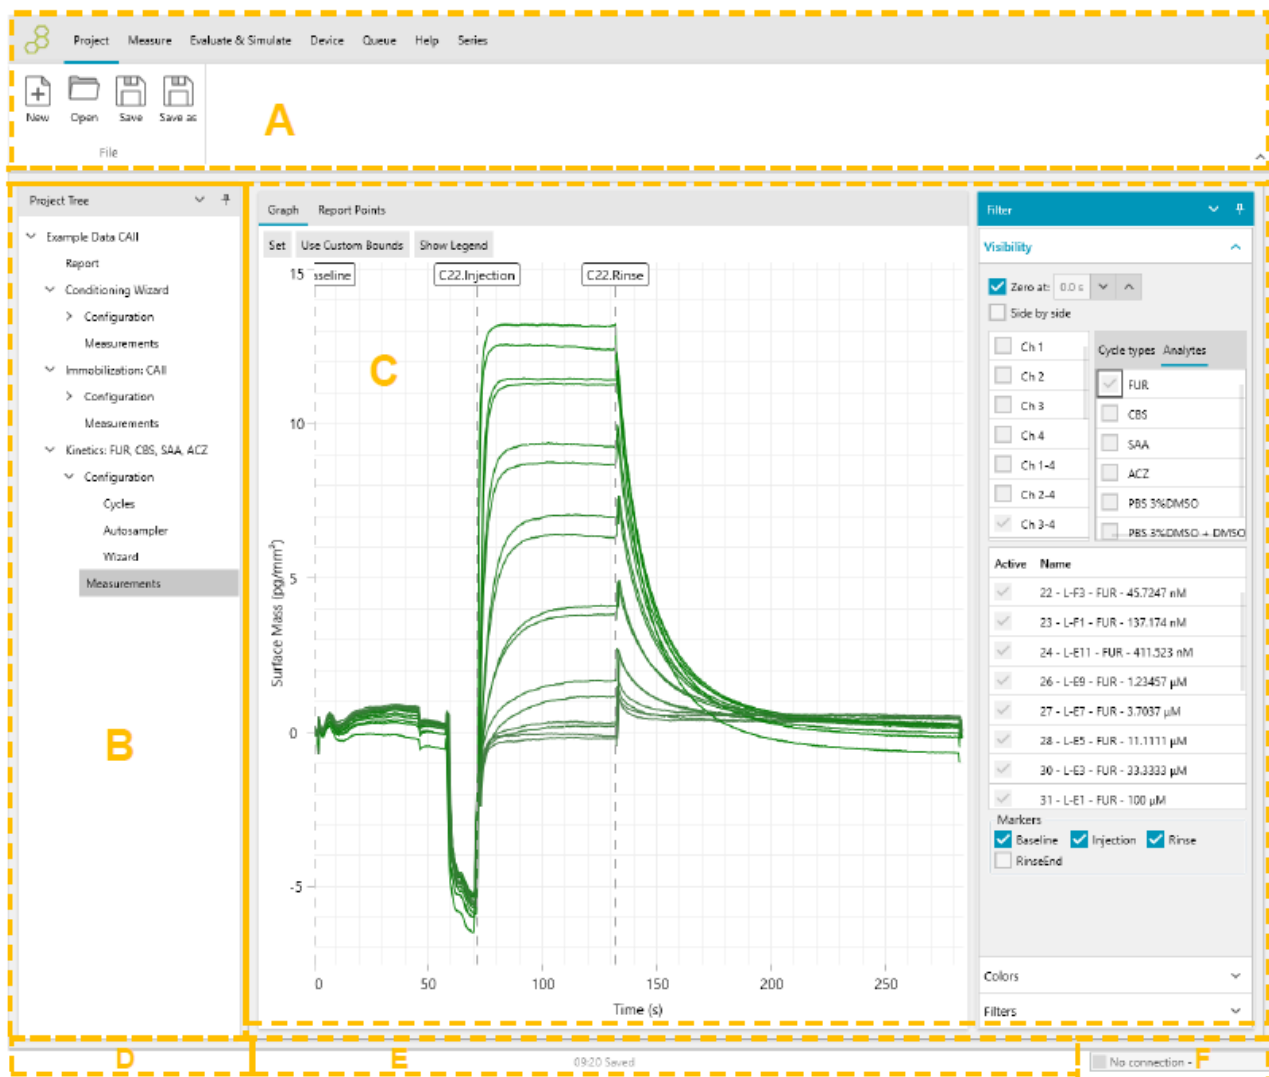 Project Measure Evaluate & Simulate Device Queue Help Series
New Open Save Save as
File
A
Project Tree
Example Data CAII
Report
Conditioning Wizard
Configuration
Measurements
Immobilization: CAII
Configuration
Measurements
Kinetics: FUR, CBS, SAA, ACZ
Configuration
Cycles
Autosampler
Wizard
Measurements
B
Graph Report Points
Set Use Custom Bounds Show Legend
aseline C22.Injection C22.Rinse
C
15
10
5
0
-5
Surface Mass (pg/mm²)
0 50 100 150 200 250
Time (s)
Filter
Visibility
Zero at: 0.0 s
Side by side
Ch 1
Ch 2
Ch 3
Ch 4
Ch 1-4
Ch 2-4
Ch 3-4
Cycle types Analytes
FUR
CBS
SAA
ACZ
PBS 3%DMSO
PBS 3%DMSO + DMSO
Active Name
22 - L-F3 - FUR - 45.7247 nM
23 - L-F1 - FUR - 137.174 nM
24 - L-E11 - FUR - 411.523 nM
26 - L-E9 - FUR - 1.23457 µM
27 - L-E7 - FUR - 3.7037 µM
28 - L-E5 - FUR - 11.1111 µM
30 - L-E3 - FUR - 33.3333 µM
31 - L-E1 - FUR - 100 µM
Markers
Baseline Injection Rinse
RinseEnd
Colors
Filters
D
E
09:20 Saved
No connection -
F